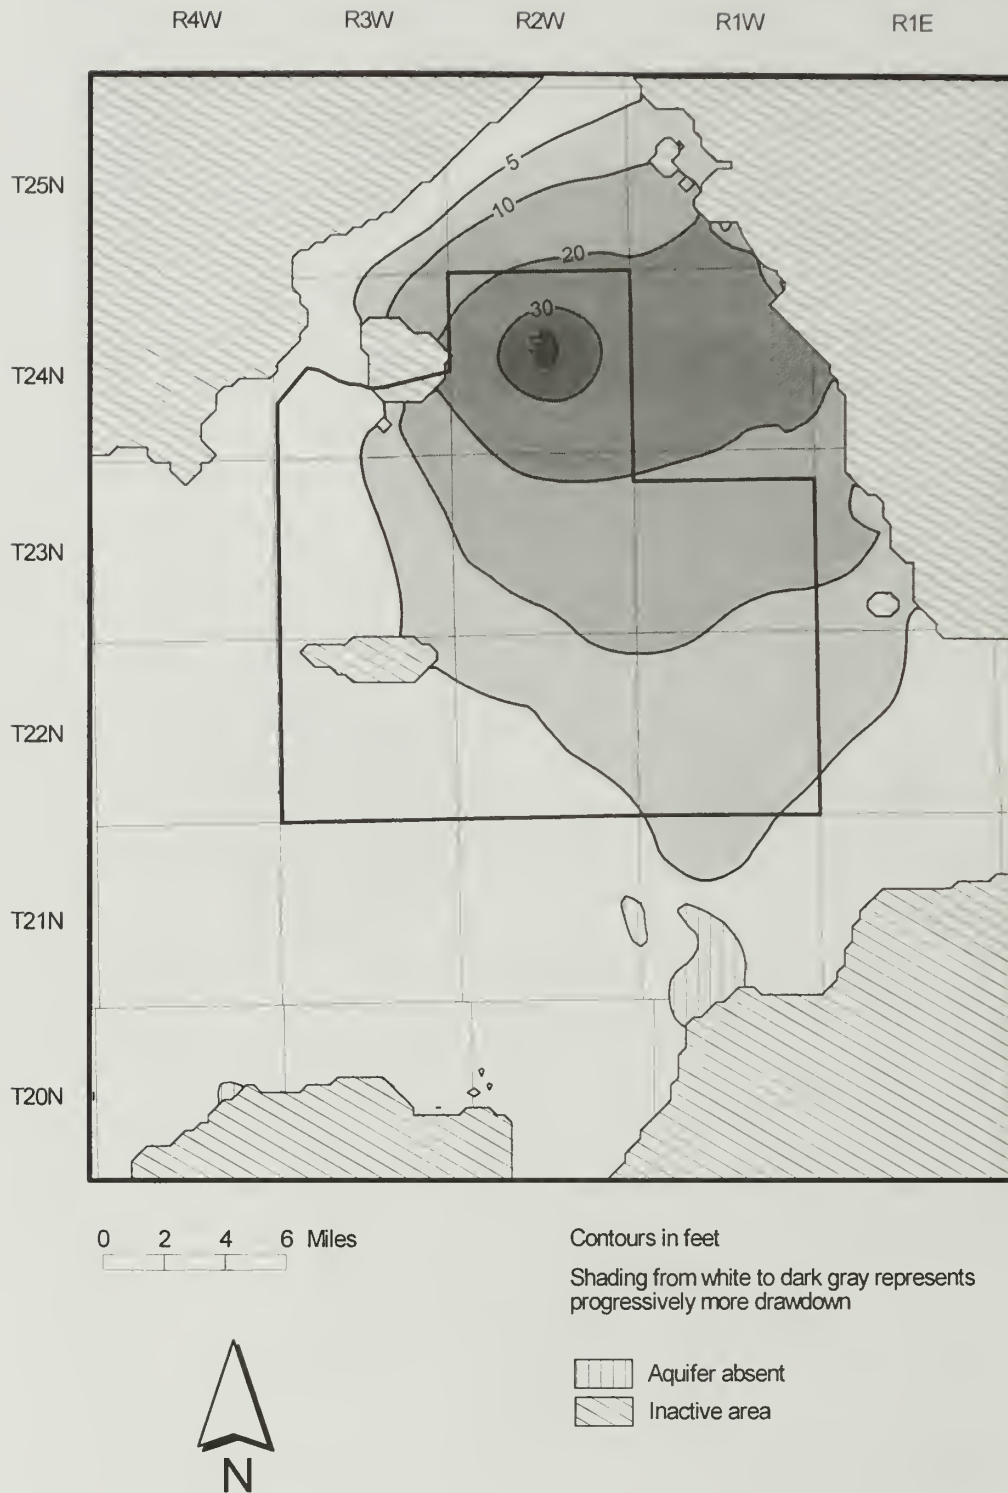 R4W R3W R2W R1W R1E
T25N
T24N
T23N
T22N
T21N
T20N
5
10
20
30
0 2 4 6 Miles
Contours in feet
Shading from white to dark gray represents
progressively more drawdown
Aquifer absent
Inactive area
N